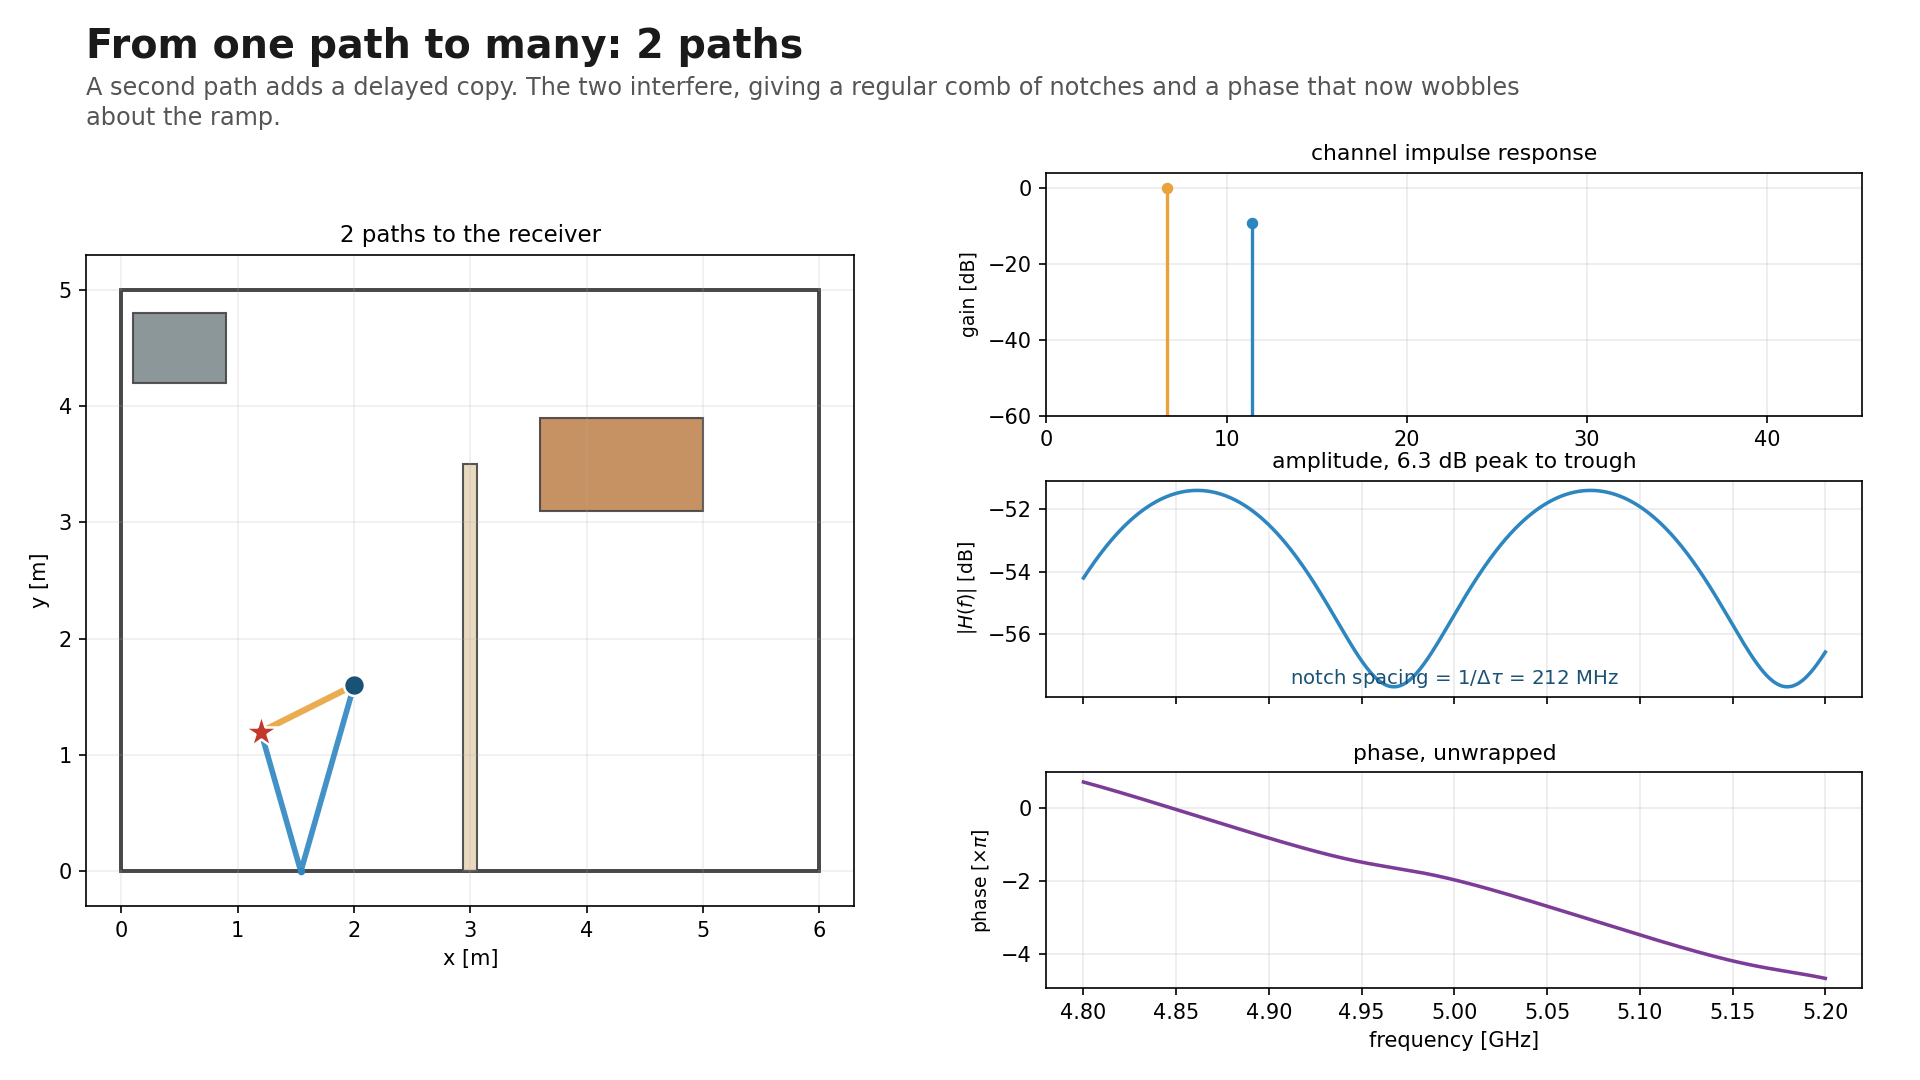 From one path to many: 2 paths
A second path adds a delayed copy. The two interfere, giving a regular comb of notches and a phase that now wobbles
about the ramp.
2 paths to the receiver
5
4
3
2
1
0
y [m]
0 1 2 3 4 5 6
x [m]
channel impulse response
0
−20
−40
−60
gain [dB]
0 10 20 30 40
amplitude, 6.3 dB peak to trough
−52
−54
−56
|H(f)| [dB]
notch spacing = 1/Δτ = 212 MHz
phase, unwrapped
0
−2
−4
phase [×π]
4.80 4.85 4.90 4.95 5.00 5.05 5.10 5.15 5.20
frequency [GHz]